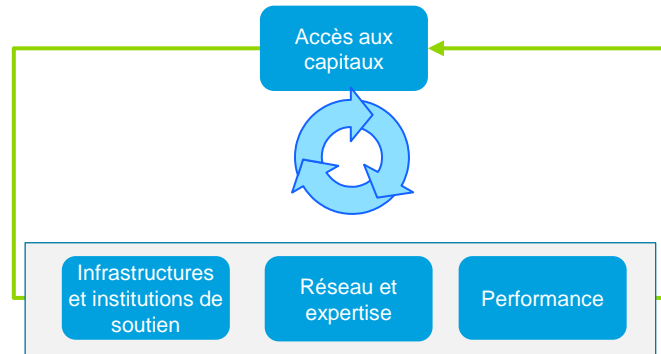 Accès aux
capitaux
Infrastructures
et institutions de
soutien
Réseau et
expertise
Performance